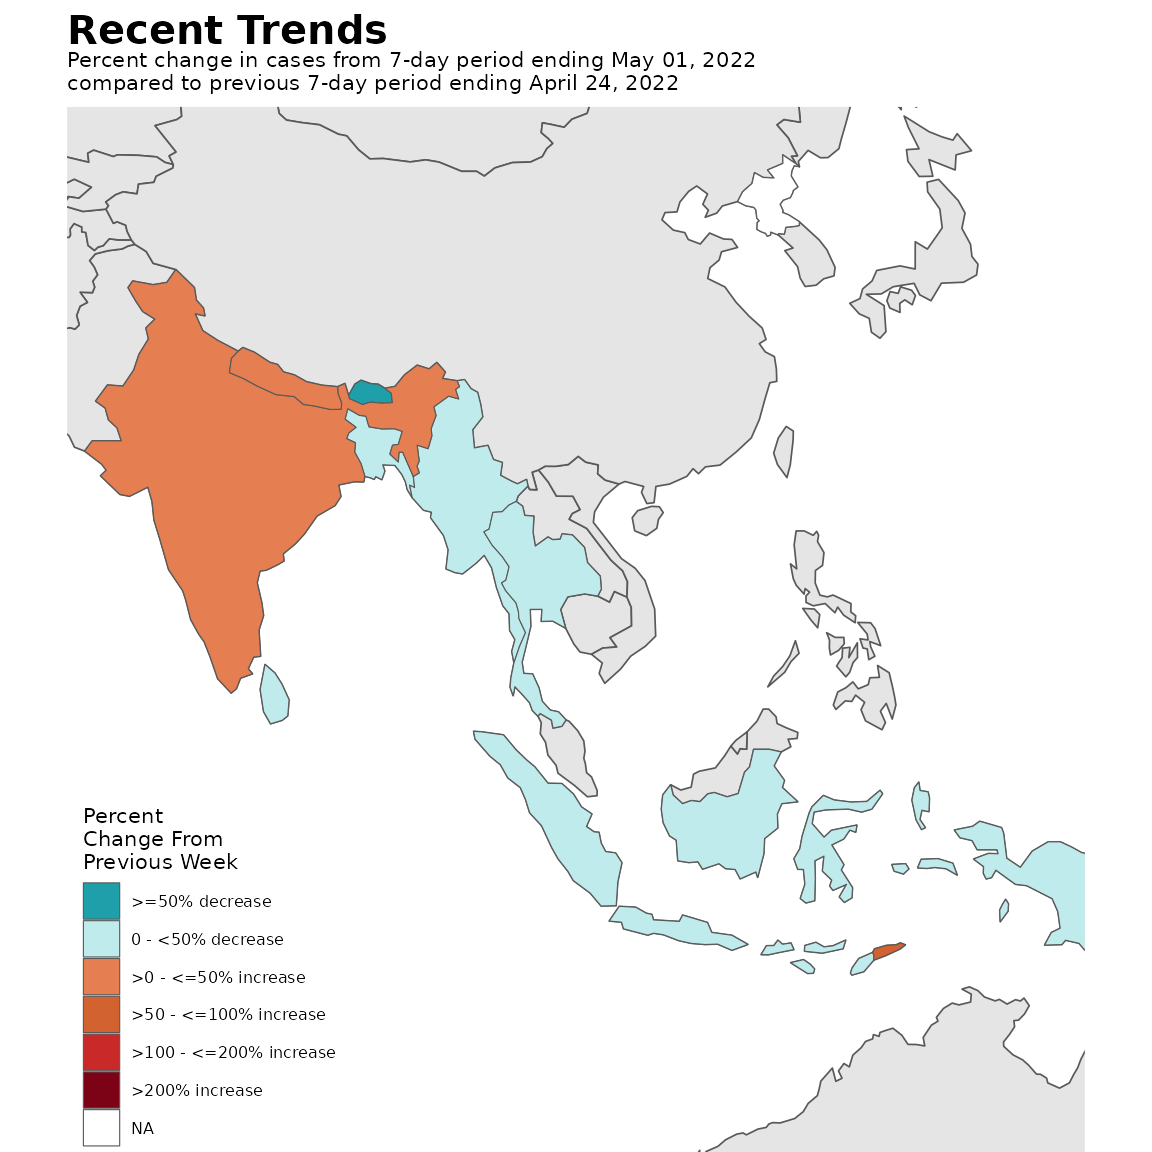 Recent Trends
Percent change in cases from 7-day period ending May 01, 2022
compared to previous 7-day period ending April 24, 2022
Percent
Change From
Previous Week
>=50% decrease
0 - <50% decrease
>0 - <=50% increase
>50 - <=100% increase
>100 - <=200% increase
>200% increase
NA